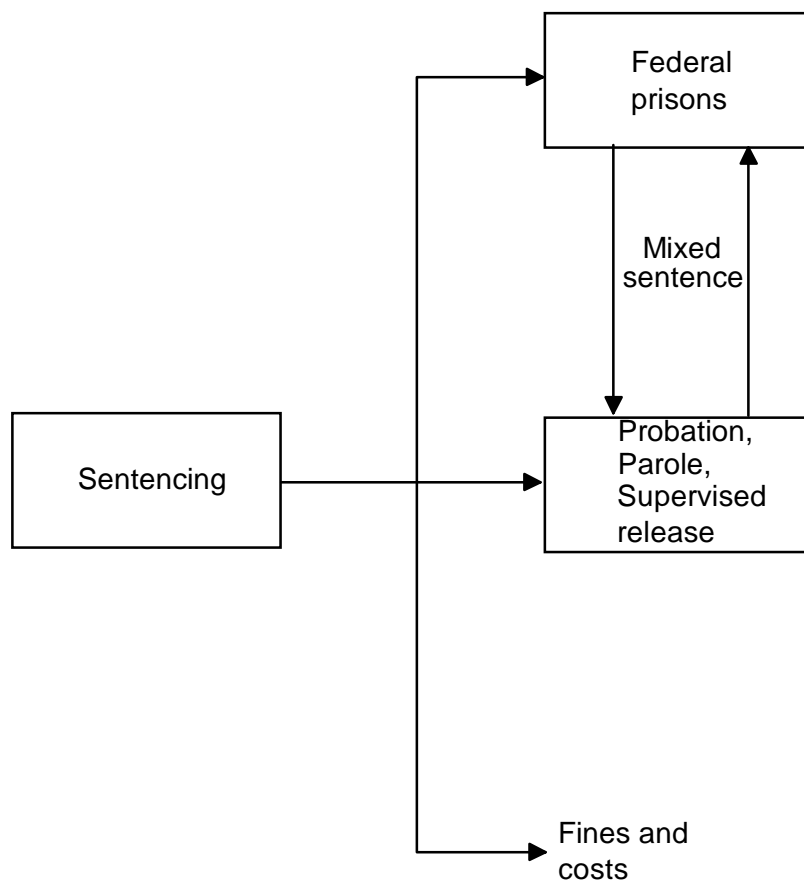 Federal
prisons
Mixed
sentence
Sentencing
Probation,
Parole,
Supervised
release
Fines and
costs